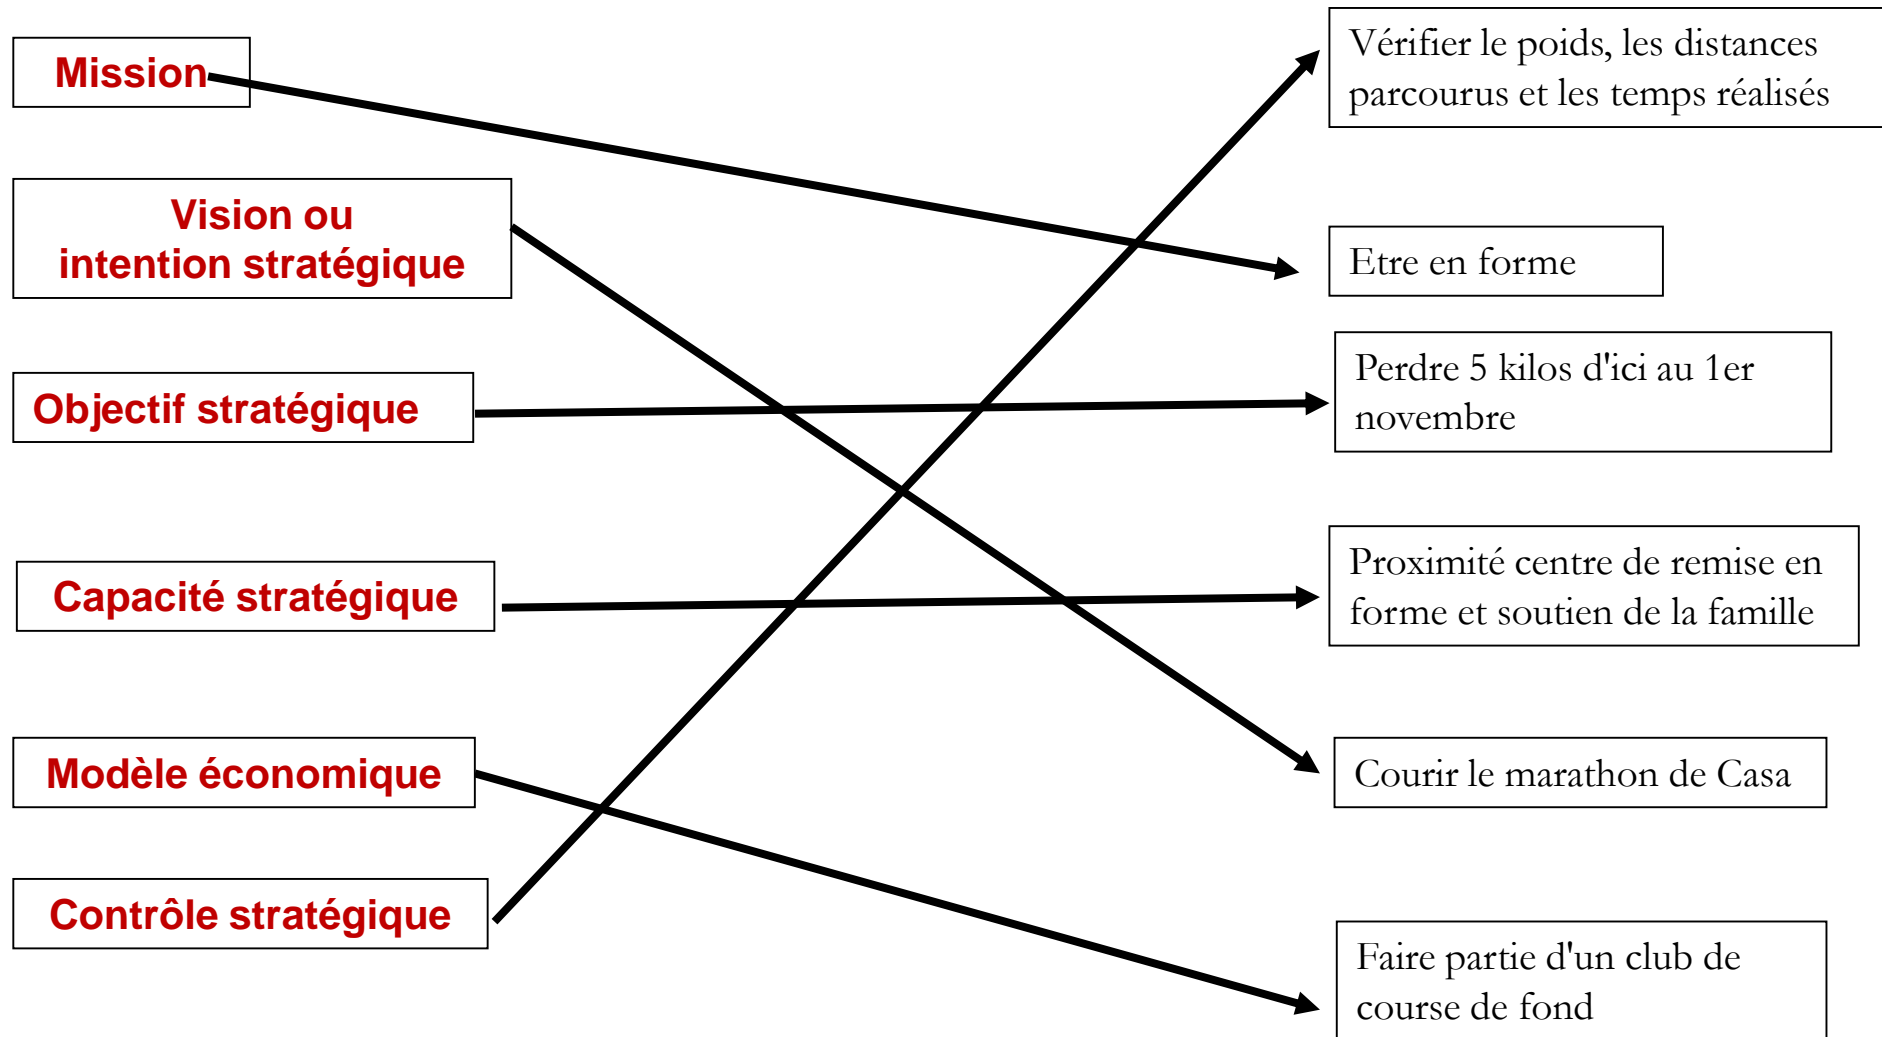 Mission
Vision ou
intention stratégique
Objectif stratégique
Capacité stratégique
Modèle économique
Contrôle stratégique
Vérifier le poids, les distances
parcourus et les temps réalisés
Etre en forme
Perdre 5 kilos d'ici au 1er
novembre
Proximité centre de remise en
forme et soutien de la famille
Courir le marathon de Casa
Faire partie d'un club de
course de fond